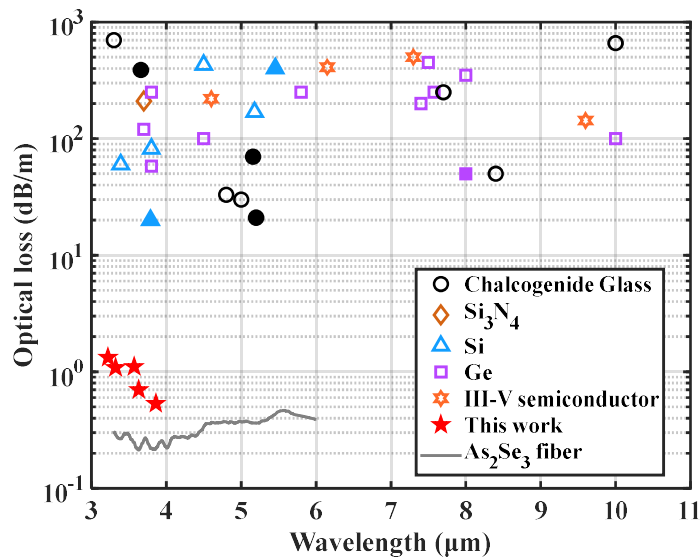 10³
10²
10¹
10⁰
10⁻¹
Optical loss (dB/m)
3 4 5 6 7 8 9 10 11
Wavelength (μm)
Chalcogenide Glass
Si₃N₄
Si
Ge
III-V semiconductor
This work
As₂Se₃ fiber